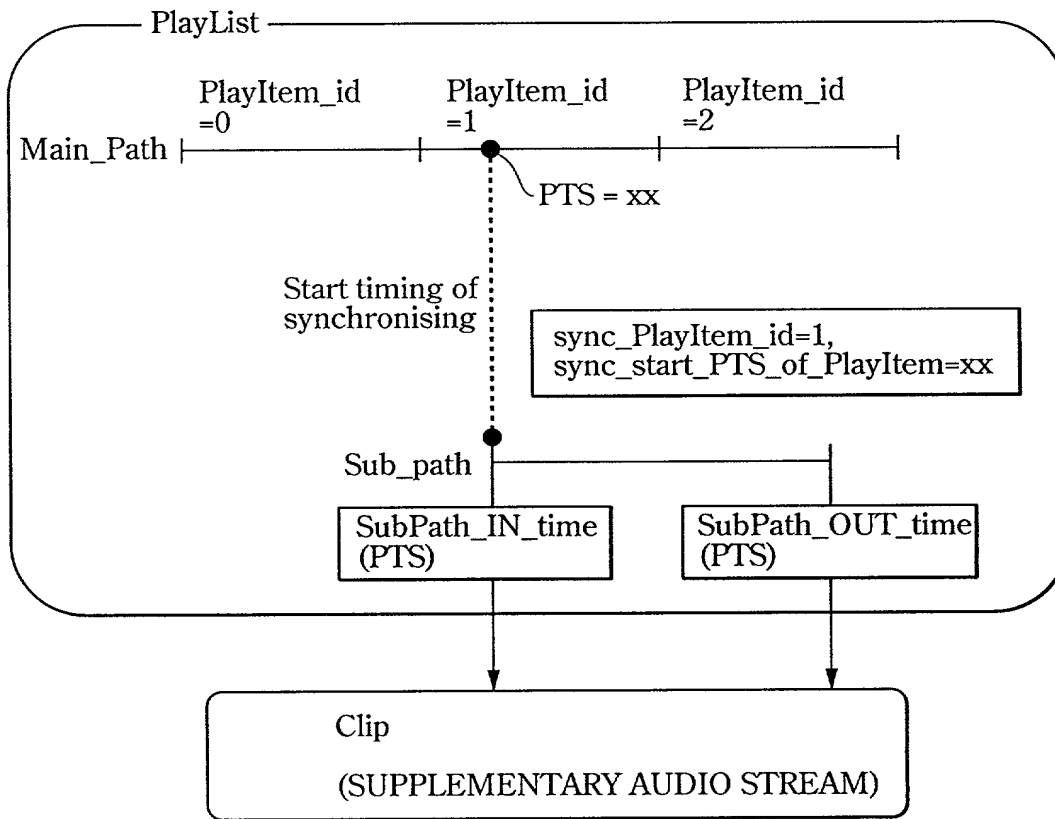 PlayList
PlayItem_id
=0
PlayItem_id
=1
PlayItem_id
=2
Main_Path
PTS = xx
Start timing of
synchronising
sync_PlayItem_id=1,
sync_start_PTS_of_PlayItem=xx
Sub_path
SubPath_IN_time
(PTS)
SubPath_OUT_time
(PTS)
Clip
(SUPPLEMENTARY AUDIO STREAM)